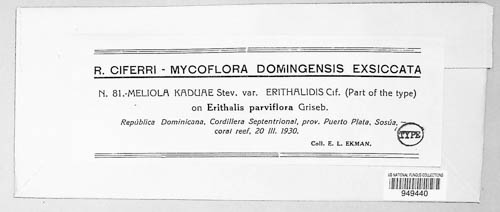 R. CIFERRI - MYCOFLORA DOMINGENSIS EXSICCATA
N. 81.-MELIOLA KADUAE Stev. var. ERITHALIDIS Cif. (Part of the type)
on Erithalis parviflora Griseb.
República Dominicana, Cordillera Septentrional, prov. Puerto Plata, Sosúa, –
coral reef, 20 III. 1930.
TYPE
Coll. E. L. EKMAN.
US NATIONAL FUNGUS COLLECTIONS
949440